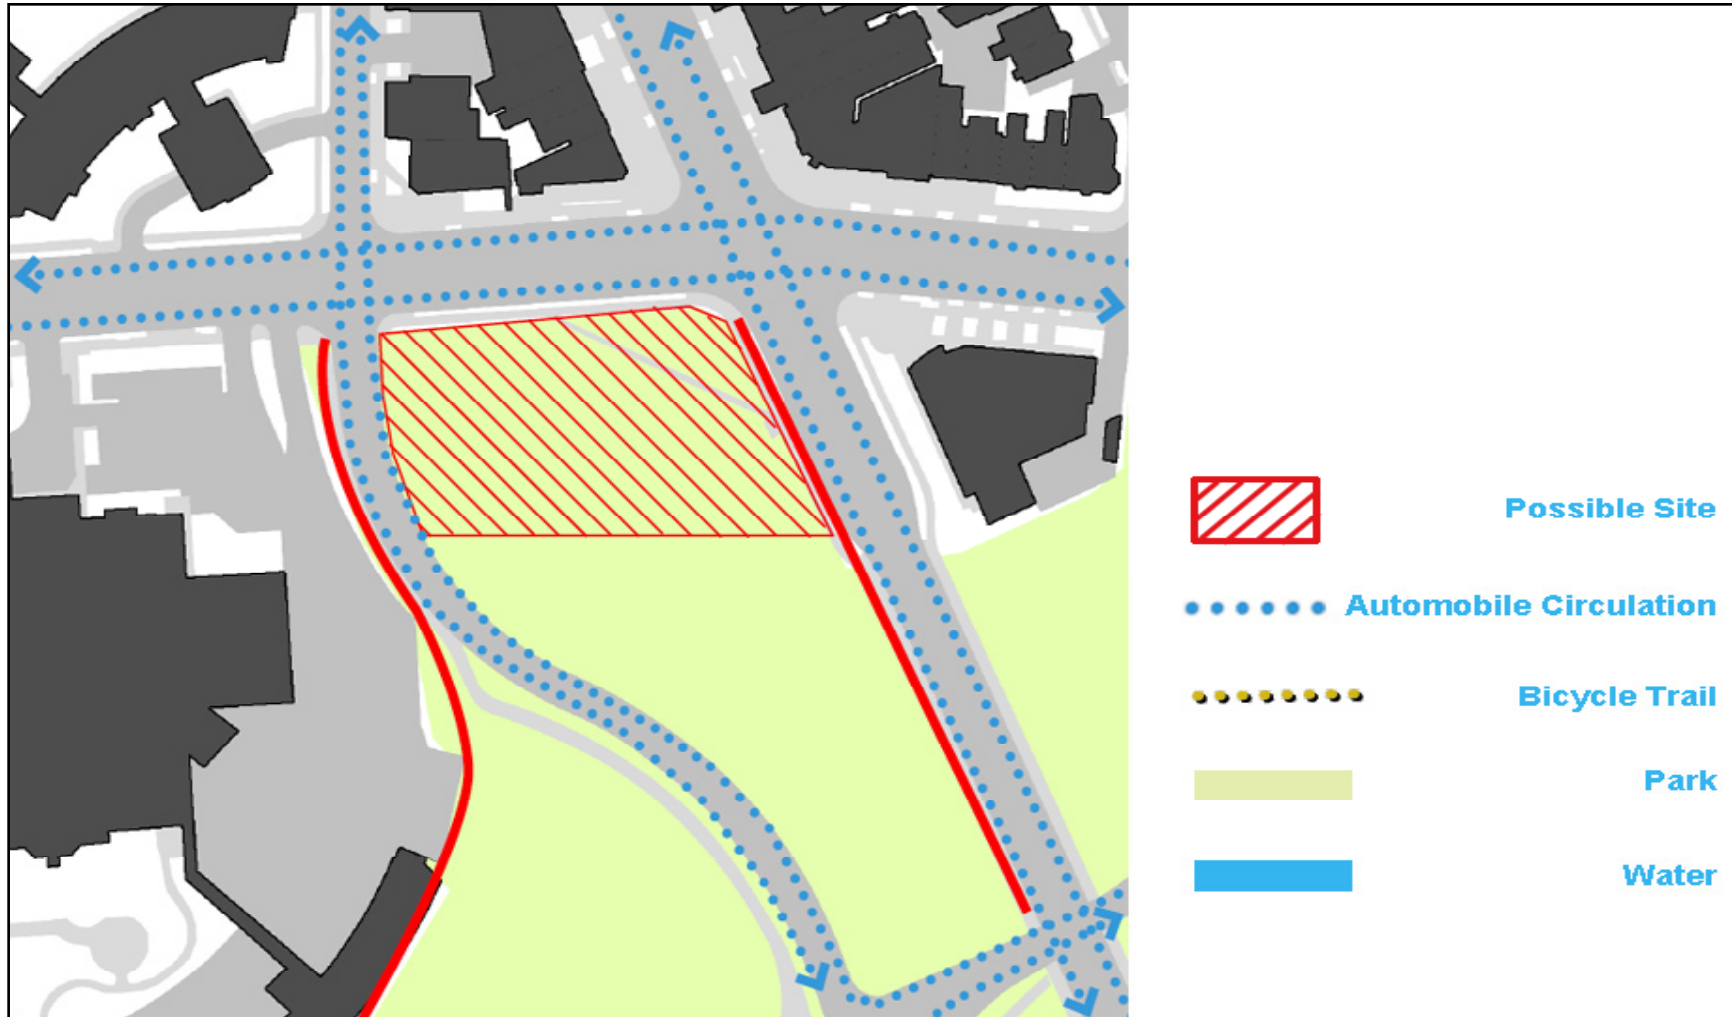 Possible Site
Automobile Circulation
Bicycle Trail
Park
Water